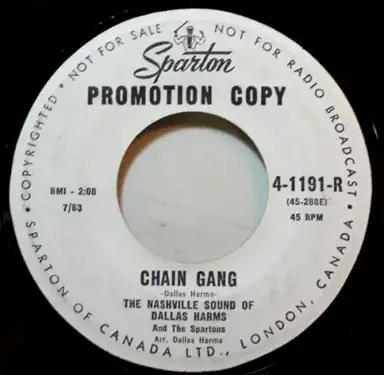 COPYRIGHTED • NOT FOR SALE
NOT FOR RADIO BROADCAST •
Sparton
PROMOTION COPY
BMI - 2:08
7/63
4-1191-R
(45-288E)
45 RPM
CHAIN GANG
-Dallas Harms-
THE NASHVILLE SOUND OF
DALLAS HARMS
And The Spartons
Arr. Dallas Harms
SPARTON OF CANADA LTD., LONDON, CANADA